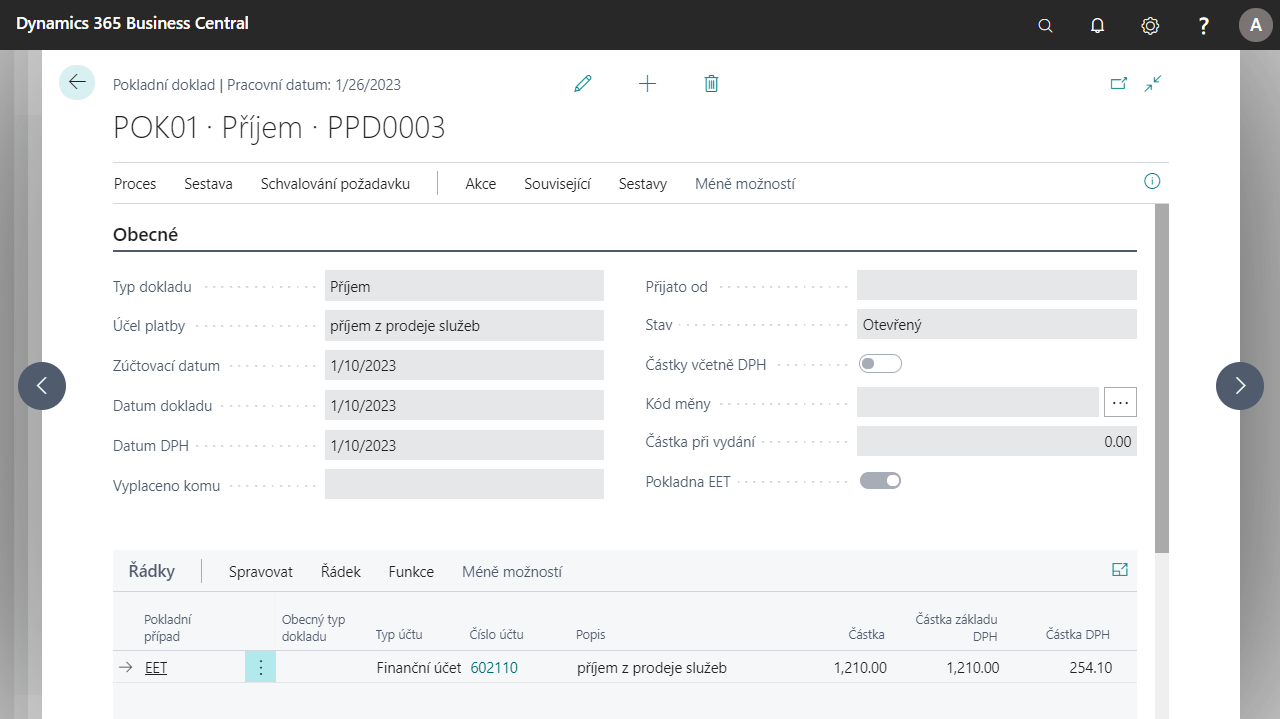 Dynamics 365 Business Central
A
Pokladní doklad | Pracovní datum: 1/26/2023
POK01 · Příjem · PPD0003
Proces Sestava Schvalování požadavku Akce Související Sestavy Méně možností
Obecné
Typ dokladu Příjem
Účel platby příjem z prodeje služeb
Zúčtovací datum 1/10/2023
Datum dokladu 1/10/2023
Datum DPH 1/10/2023
Vyplaceno komu
Přijato od
Stav Otevřený
Částky včetně DPH
Kód měny
Částka při vydání 0.00
Pokladna EET
Řádky Spravovat Řádek Funkce Méně možností
Pokladní případ Obecný typ dokladu Typ účtu Číslo účtu Popis Částka Částka základu DPH Částka DPH
EET Finanční účet 602110 příjem z prodeje služeb 1,210.00 1,210.00 254.10